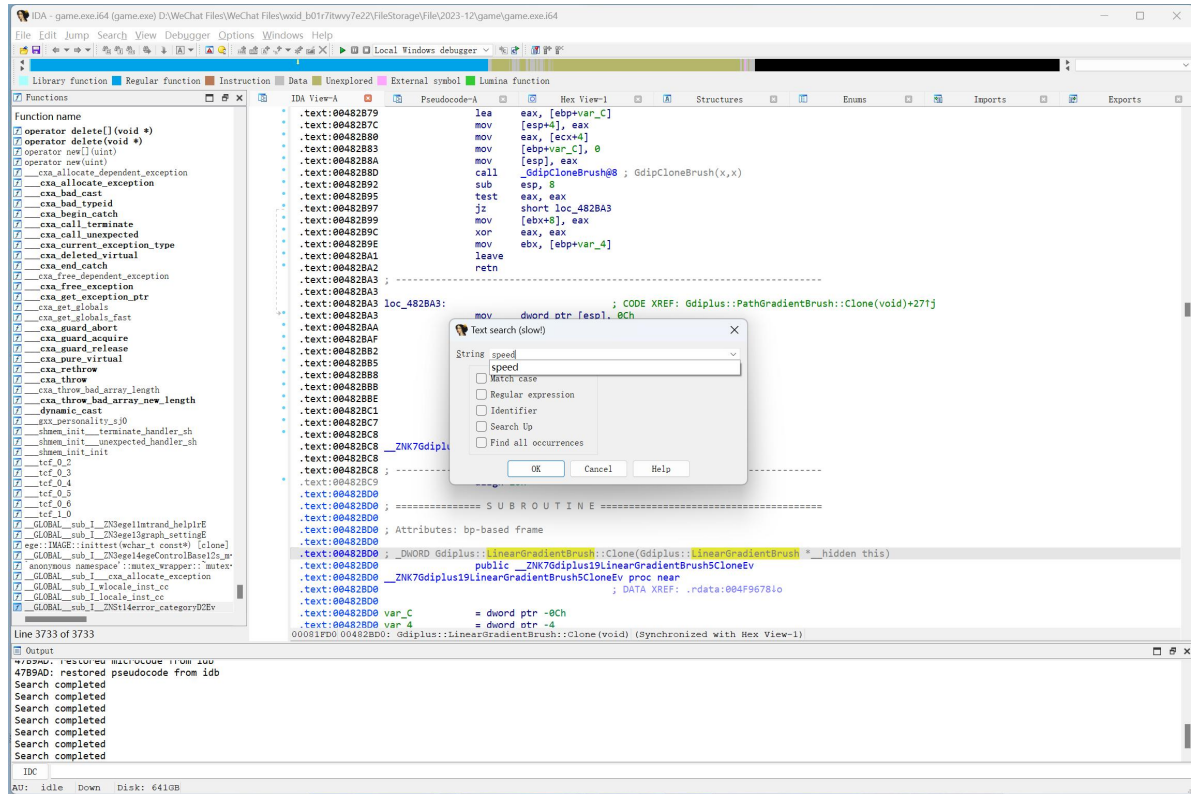 IDA - game.exe.i64 (game.exe) D:\WeChat Files\WeChat Files\wxid_b01r7itwvy7e22\FileStorage\File\2023-12\game\game.exe.i64
File Edit Jump Search View Debugger Options Windows Help
Local Windows debugger
Library function Regular function Instruction Data Unexplored External symbol Lumina function
Functions
IDA View-A Pseudocode-A Hex View-1 Structures Enums Imports Exports
Function name
operator delete[](void *)
operator delete(void *)
operator new[](uint)
operator new(uint)
___cxa_allocate_dependent_exception
___cxa_allocate_exception
___cxa_bad_cast
___cxa_bad_typeid
___cxa_begin_catch
___cxa_call_terminate
___cxa_call_unexpected
___cxa_current_exception_type
___cxa_deleted_virtual
___cxa_end_catch
___cxa_free_dependent_exception
___cxa_free_exception
___cxa_get_exception_ptr
___cxa_get_globals
___cxa_get_globals_fast
___cxa_guard_abort
___cxa_guard_acquire
___cxa_guard_release
___cxa_pure_virtual
___cxa_rethrow
___cxa_throw
___cxa_throw_bad_array_length
___cxa_throw_bad_array_new_length
___dynamic_cast
___gxx_personality_sj0
___shmem_init___terminate_handler_sh
___shmem_init___unexpected_handler_sh
___shmem_init_init
___tcf_0_2
___tcf_0_3
___tcf_0_4
___tcf_0_5
___tcf_0_6
___tcf_1_0
__GLOBAL__sub_I__ZN3ege11mtrand_help1rE
__GLOBAL__sub_I__ZN3ege13graph_settingE
ege::IMAGE::inittest(wchar_t const*) [clone]
__GLOBAL__sub_I__ZN3ege14egeControlBase12s_m
`anonymous namespace'::mutex_wrapper::~mutex
__GLOBAL__sub_I___cxa_allocate_exception
__GLOBAL__sub_I_wlocale_inst_cc
__GLOBAL__sub_I_locale_inst_cc
__GLOBAL__sub_I__ZNSt14error_categoryD2Ev
Line 3733 of 3733
.text:00482B79 lea eax, [ebp+var_C]
.text:00482B7C mov [esp+4], eax
.text:00482B80 mov eax, [ecx+4]
.text:00482B83 mov [ebp+var_C], 0
.text:00482B8A mov [esp], eax
.text:00482B8D call _GdipCloneBrush@8 ; GdipCloneBrush(x,x)
.text:00482B92 sub esp, 8
.text:00482B95 test eax, eax
.text:00482B97 jz short loc_482BA3
.text:00482B99 mov [ebx+8], eax
.text:00482B9C xor eax, eax
.text:00482B9E mov ebx, [ebp+var_4]
.text:00482BA1 leave
.text:00482BA2 retn
.text:00482BA3 ; ---------------------------------------------------------------------------
.text:00482BA3
.text:00482BA3 loc_482BA3: ; CODE XREF: Gdiplus::PathGradientBrush::Clone(void)+27↑j
.text:00482BA3 mov dword ptr [esp], 0Ch
.text:00482BAA
.text:00482BAF
.text:00482BB2
.text:00482BB5
.text:00482BB8
.text:00482BBB
.text:00482BBE
.text:00482BC1
.text:00482BC7
.text:00482BC8
.text:00482BC8 __ZNK7Gdiplu
.text:00482BC8
.text:00482BC8 ; ---------------------------------------------------------------------------
.text:00482BC9
.text:00482BD0
.text:00482BD0 ; =============== S U B R O U T I N E =======================================
.text:00482BD0
.text:00482BD0 ; Attributes: bp-based frame
.text:00482BD0
.text:00482BD0 ; _DWORD Gdiplus::LinearGradientBrush::Clone(Gdiplus::LinearGradientBrush *__hidden this)
.text:00482BD0 public __ZNK7Gdiplus19LinearGradientBrush5CloneEv
.text:00482BD0 __ZNK7Gdiplus19LinearGradientBrush5CloneEv proc near
.text:00482BD0 ; DATA XREF: .rdata:004F9678↓o
.text:00482BD0
.text:00482BD0 var_C = dword ptr -0Ch
.text:00482BD0 var_4 = dword ptr -4
00081FD0 00482BD0: Gdiplus::LinearGradientBrush::Clone(void) (Synchronized with Hex View-1)
Text search (slow!)
String speed
speed
Match case
Regular expression
Identifier
Search Up
Find all occurrences
OK Cancel Help
Output
47B9AD: restored microcode from idb
47B9AD: restored pseudocode from idb
Search completed
Search completed
Search completed
Search completed
Search completed
Search completed
Search completed
IDC
AU: idle Down Disk: 641GB